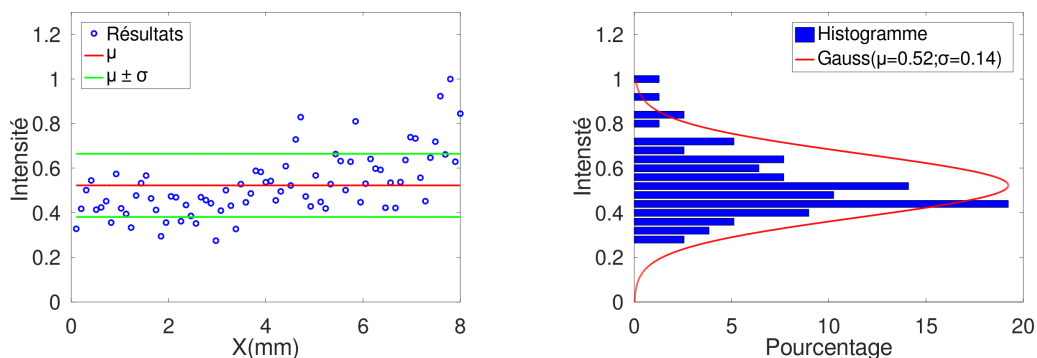 1.2
1
0.8
0.6
0.4
0.2
0
Intensité
Résultats
μ
μ ± σ
0 2 4 6 8
X(mm)
1.2
1
0.8
0.6
0.4
0.2
0
Intensté
Histogramme
Gauss(μ=0.52;σ=0.14)
0 5 10 15 20
Pourcentage